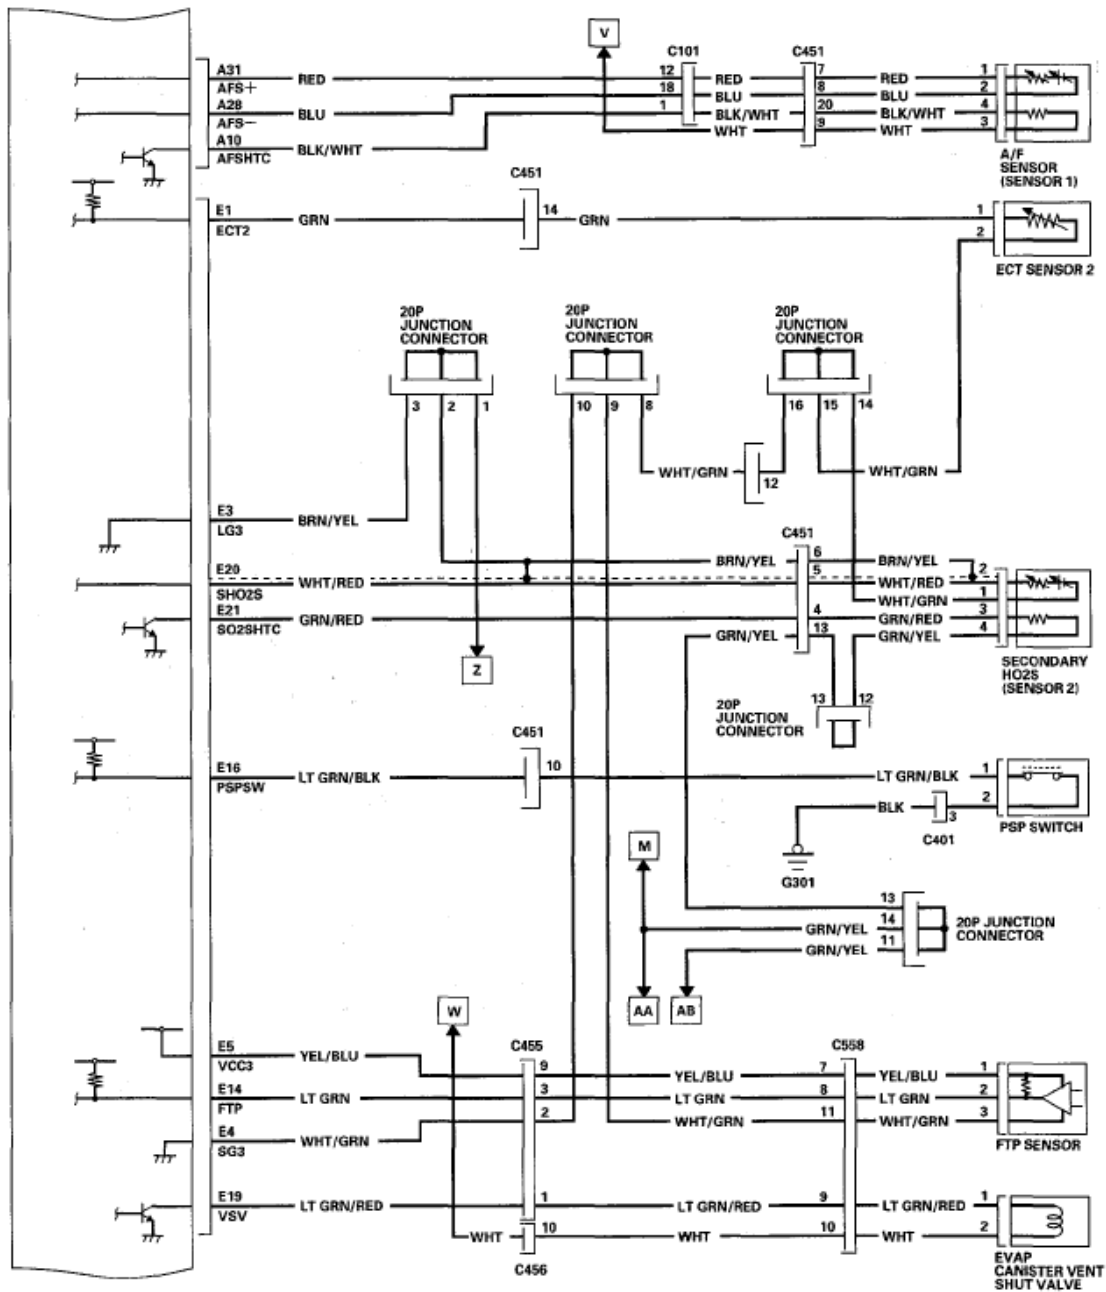 V
C101
C451
A31
AFS+
RED
12
RED
7
RED
1
18
BLU
8
BLU
2
A28
AFS−
BLU
1
BLK/WHT
20
BLK/WHT
4
WHT
9
WHT
3
A10
AFSHTC
BLK/WHT
A/F
SENSOR
(SENSOR 1)
C451
E1
ECT2
GRN
14
GRN
1
2
ECT SENSOR 2
20P
JUNCTION
CONNECTOR
20P
JUNCTION
CONNECTOR
20P
JUNCTION
CONNECTOR
3
2
1
10
9
8
16
15
14
WHT/GRN
12
WHT/GRN
E3
LG3
BRN/YEL
C451
BRN/YEL
6
BRN/YEL
E20
SHO2S
WHT/RED
5
WHT/RED
2
WHT/GRN
1
E21
SO2SHTC
GRN/RED
4
GRN/RED
3
GRN/YEL
13
GRN/YEL
4
Z
SECONDARY
HO2S
(SENSOR 2)
20P
JUNCTION
CONNECTOR
13
12
C451
E16
PSPSW
LT GRN/BLK
10
LT GRN/BLK
1
BLK
3
2
C401
PSP SWITCH
M
G301
13
GRN/YEL
14
GRN/YEL
11
20P JUNCTION
CONNECTOR
W
AA
AB
C455
C558
E5
VCC3
YEL/BLU
9
YEL/BLU
7
YEL/BLU
1
E14
FTP
LT GRN
3
LT GRN
8
LT GRN
2
E4
SG3
WHT/GRN
2
WHT/GRN
11
WHT/GRN
3
FTP SENSOR
E19
VSV
LT GRN/RED
1
LT GRN/RED
9
LT GRN/RED
1
WHT
10
WHT
10
WHT
2
C456
EVAP
CANISTER VENT
SHUT VALVE